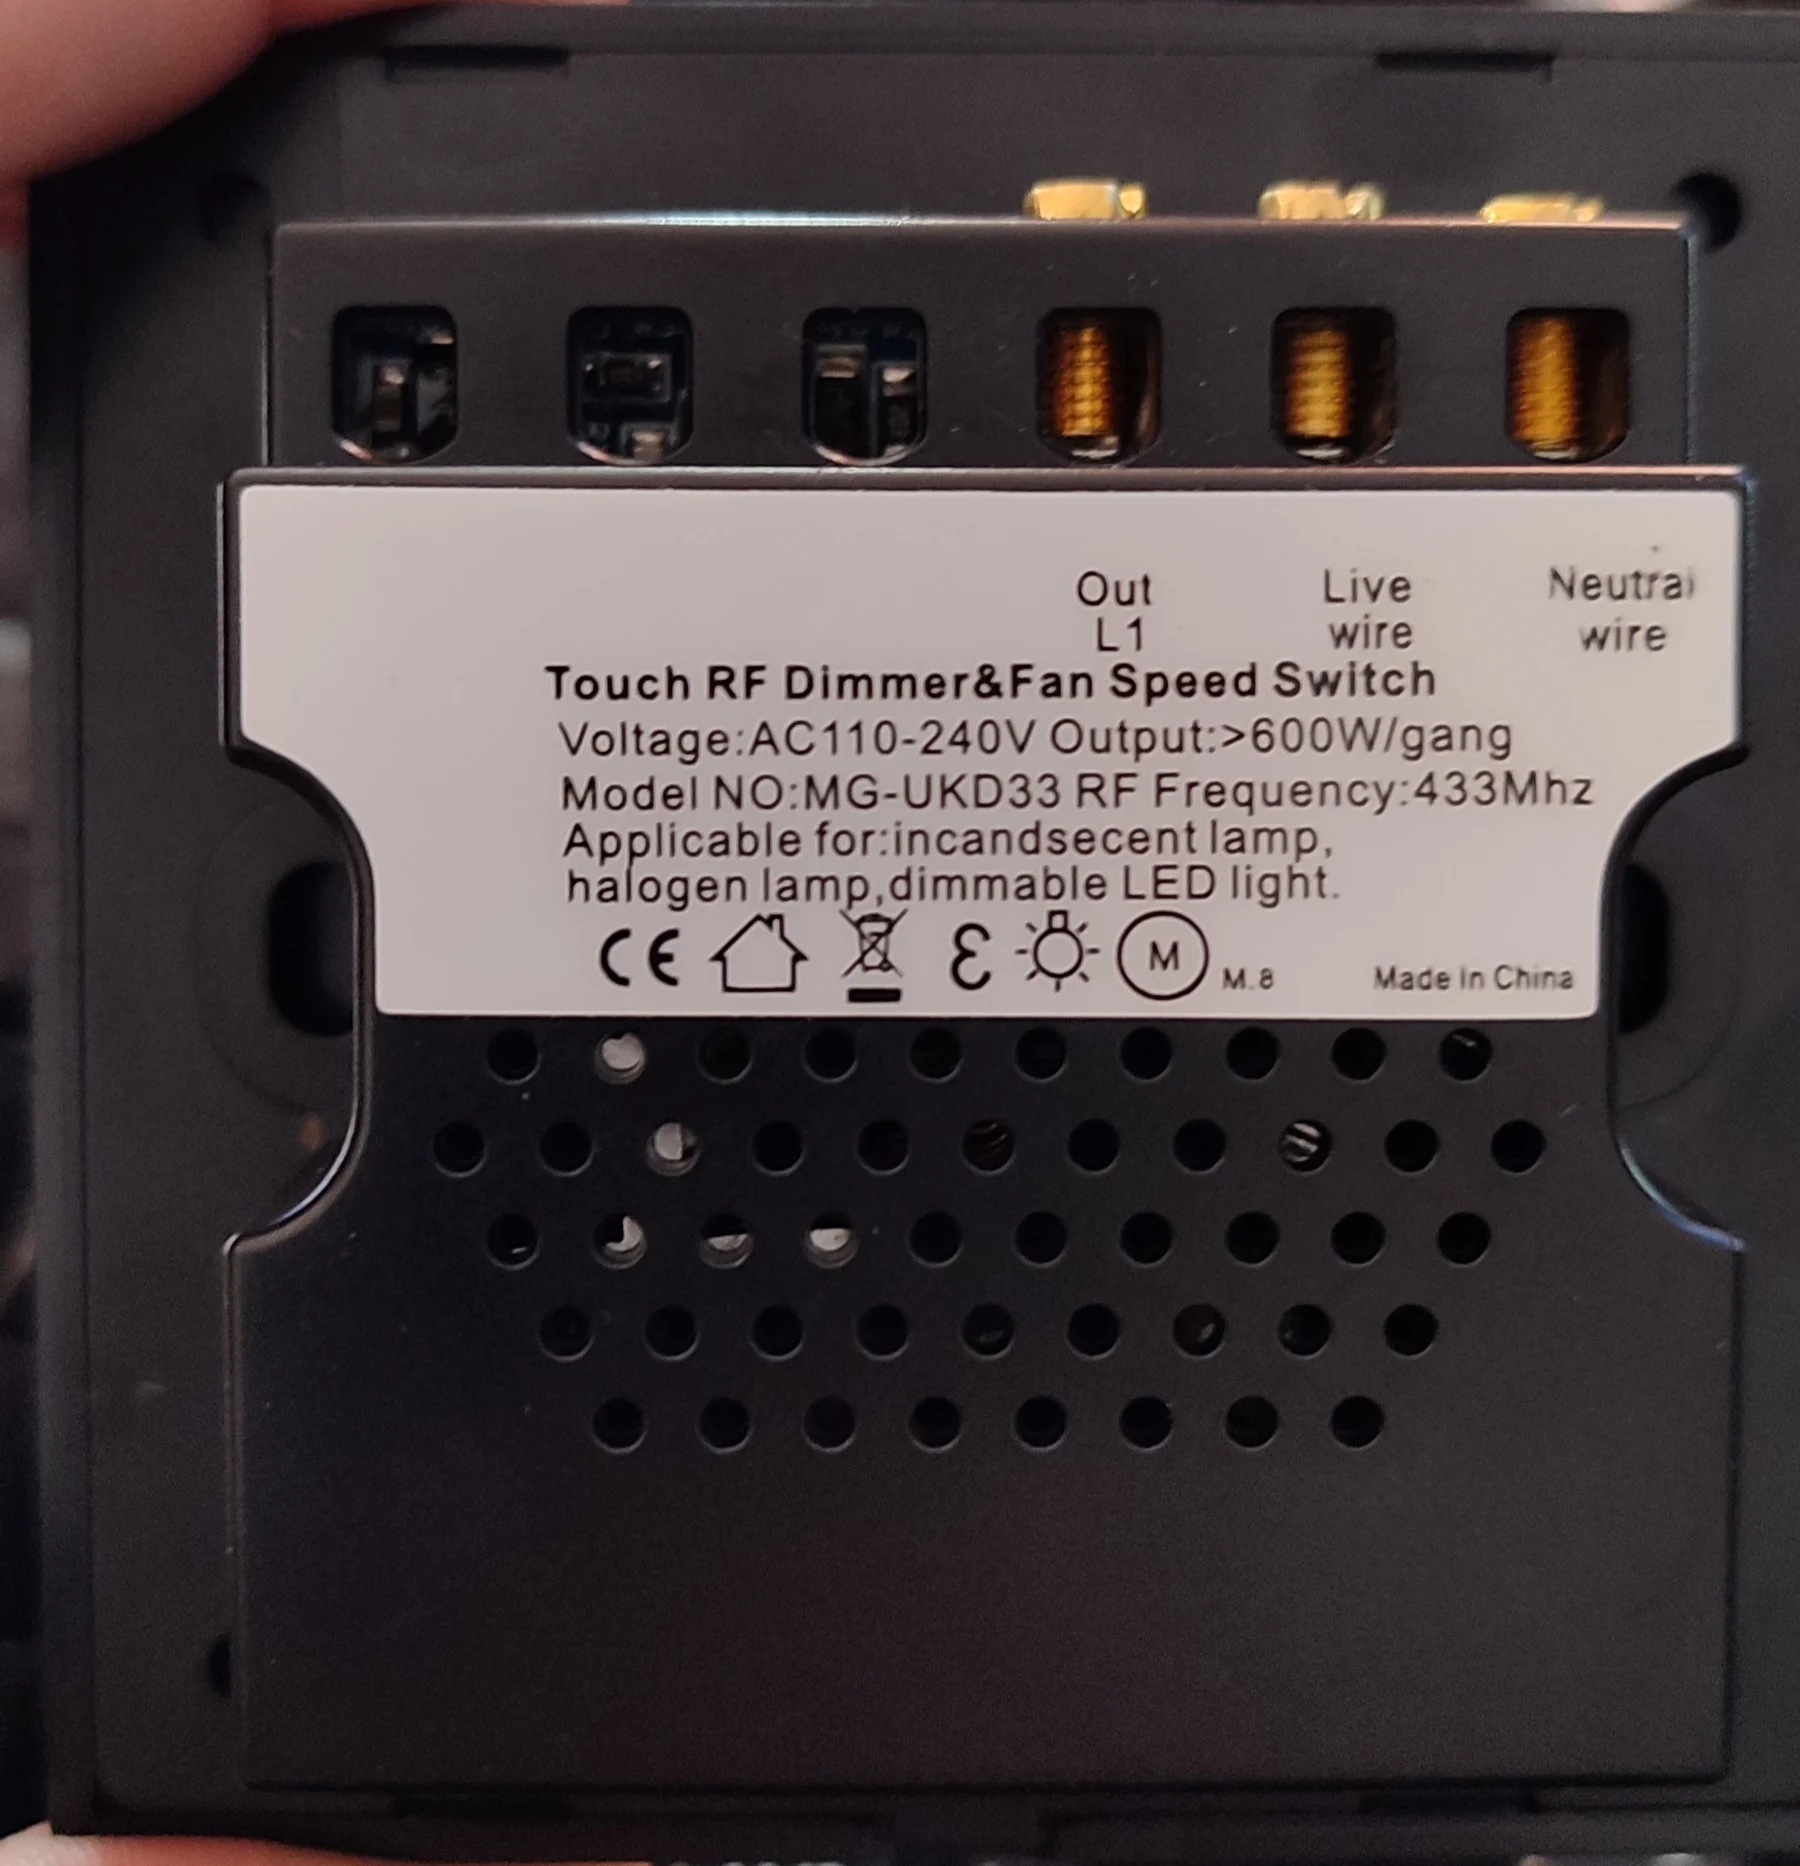 Out
L1
Live
wire
Neutral
wire
Touch RF Dimmer&Fan Speed Switch
Voltage:AC110-240V Output:>600W/gang
Model NO:MG-UKD33 RF Frequency:433Mhz
Applicable for:incandsecent lamp,
halogen lamp,dimmable LED light.
CE M M.8 Made In China